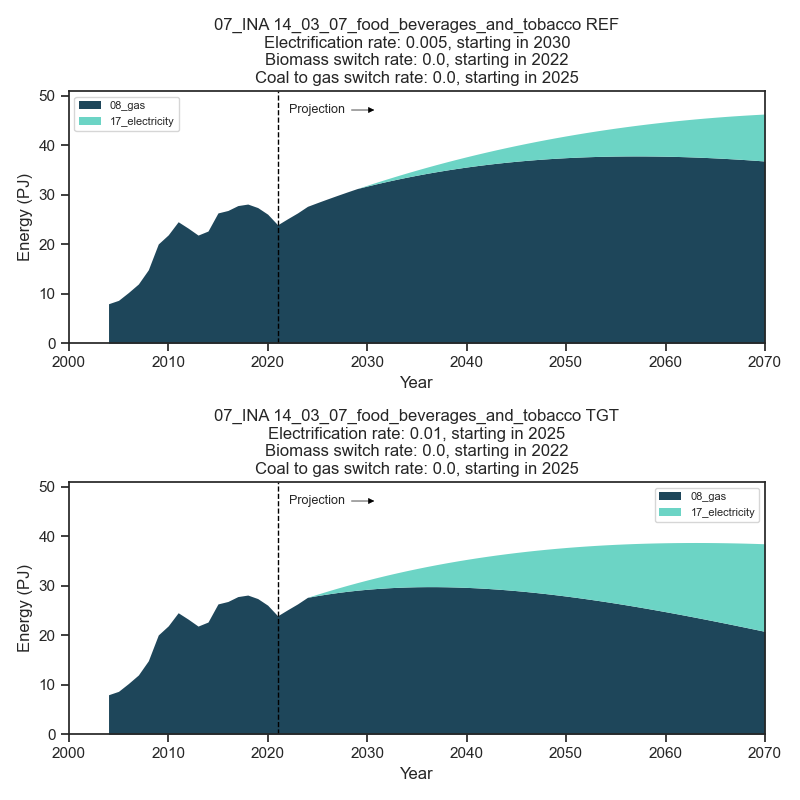 07_INA 14_03_07_food_beverages_and_tobacco REF
Electrification rate: 0.005, starting in 2030
Biomass switch rate: 0.0, starting in 2022
Coal to gas switch rate: 0.0, starting in 2025
08_gas
17_electricity
Projection
Energy (PJ)
50
40
30
20
10
0
2000 2010 2020 2030 2040 2050 2060 2070
Year
07_INA 14_03_07_food_beverages_and_tobacco TGT
Electrification rate: 0.01, starting in 2025
Biomass switch rate: 0.0, starting in 2022
Coal to gas switch rate: 0.0, starting in 2025
Projection
08_gas
17_electricity
Energy (PJ)
50
40
30
20
10
0
2000 2010 2020 2030 2040 2050 2060 2070
Year